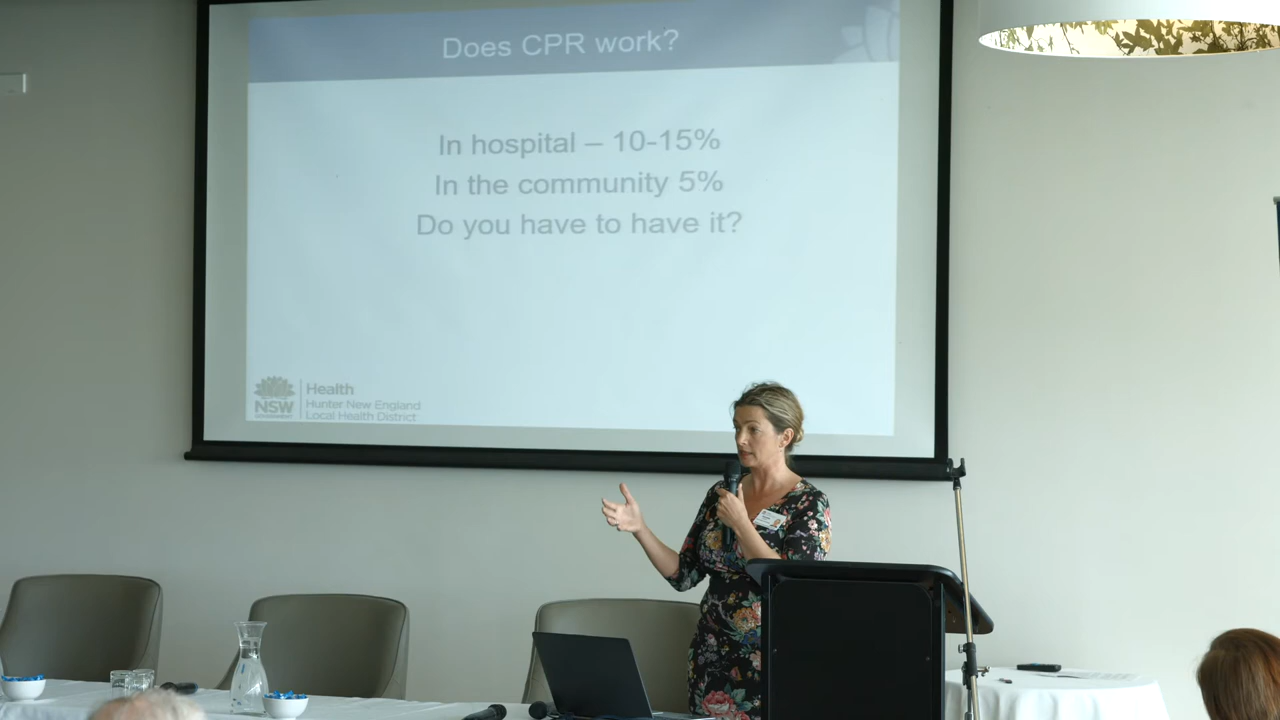 Does CPR work?
In hospital – 10-15%
In the community 5%
Do you have to have it?
Health
Hunter New England
Local Health District
NSW
GOVERNMENT